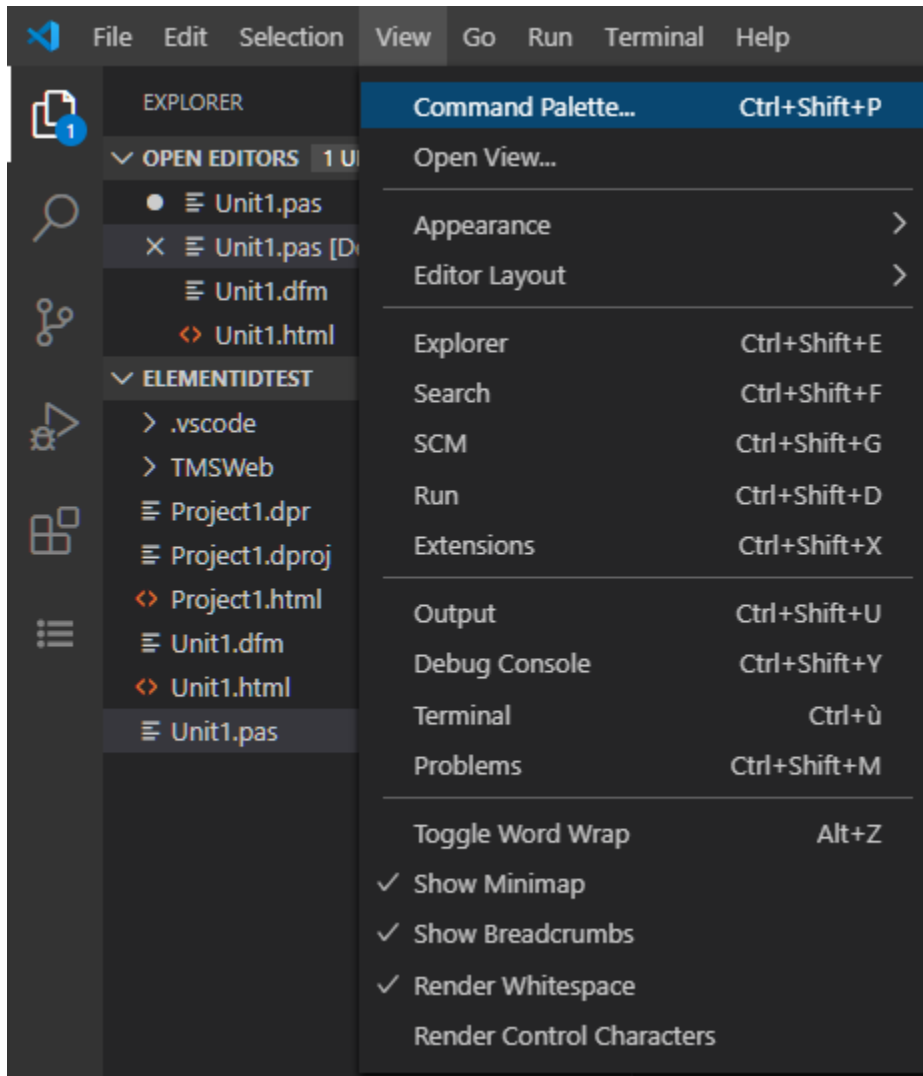 File Edit Selection View Go Run Terminal Help
EXPLORER
OPEN EDITORS 1 U
Unit1.pas
Unit1.pas [D
Unit1.dfm
Unit1.html
ELEMENTIDTEST
.vscode
TMSWeb
Project1.dpr
Project1.dproj
Project1.html
Unit1.dfm
Unit1.html
Unit1.pas
1
Command Palette... Ctrl+Shift+P
Open View...
Appearance
Editor Layout
Explorer Ctrl+Shift+E
Search Ctrl+Shift+F
SCM Ctrl+Shift+G
Run Ctrl+Shift+D
Extensions Ctrl+Shift+X
Output Ctrl+Shift+U
Debug Console Ctrl+Shift+Y
Terminal Ctrl+ù
Problems Ctrl+Shift+M
Toggle Word Wrap Alt+Z
Show Minimap
Show Breadcrumbs
Render Whitespace
Render Control Characters